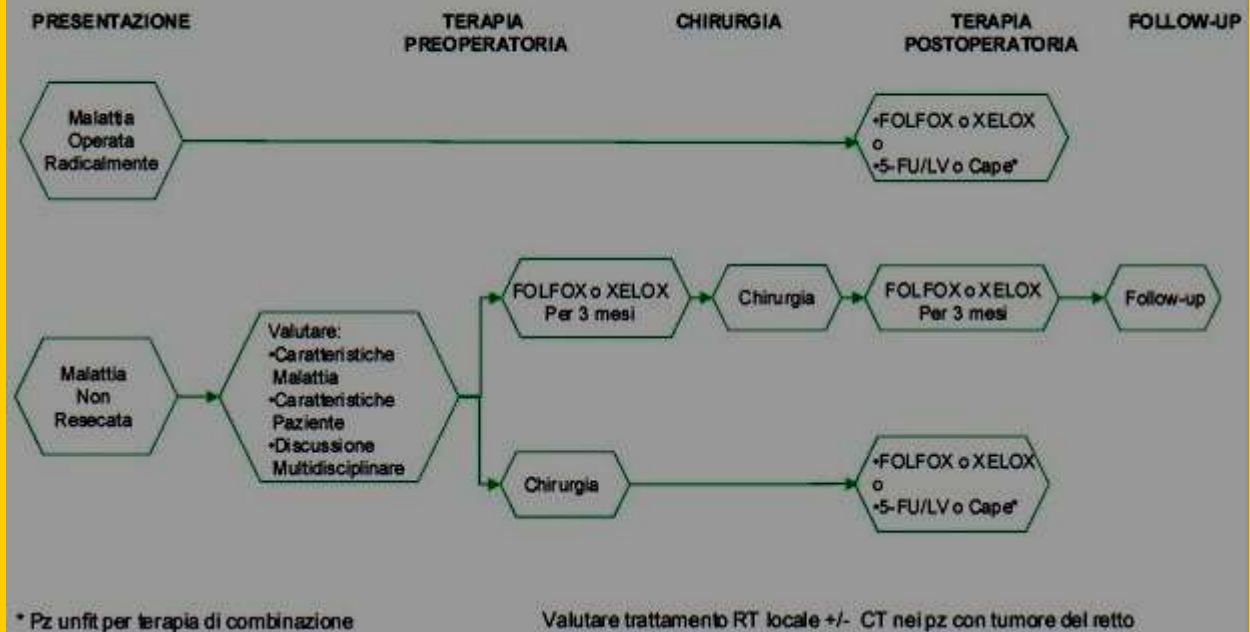 PRESENTAZIONE
TERAPIA
PREOPERATORIA
CHIRURGIA
TERAPIA
POSTOPERATORIA
FOLLOW-UP
Malattia
Operata
Radicalmente
•FOLFOX o XELOX
o
•5-FU/LV o Cape*
Malattia
Non
Resecata
Valutare:
•Caratteristiche
Malattia
•Caratteristiche
Paziente
•Discussione
Multidisciplinare
FOLFOX o XELOX
Per 3 mesi
Chirurgia
FOLFOX o XELOX
Per 3 mesi
Follow-up
Chirurgia
•FOLFOX o XELOX
o
•5-FU/LV o Cape*
* Pz unfit per terapia di combinazione
Valutare trattamento RT locale +/- CT nei pz con tumore del retto